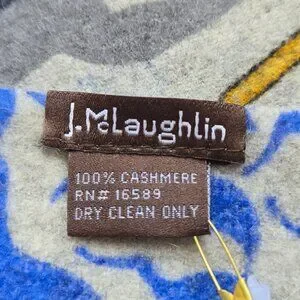 J.McLaughlin
100% CASHMERE
RN# 16589
DRY CLEAN ONLY